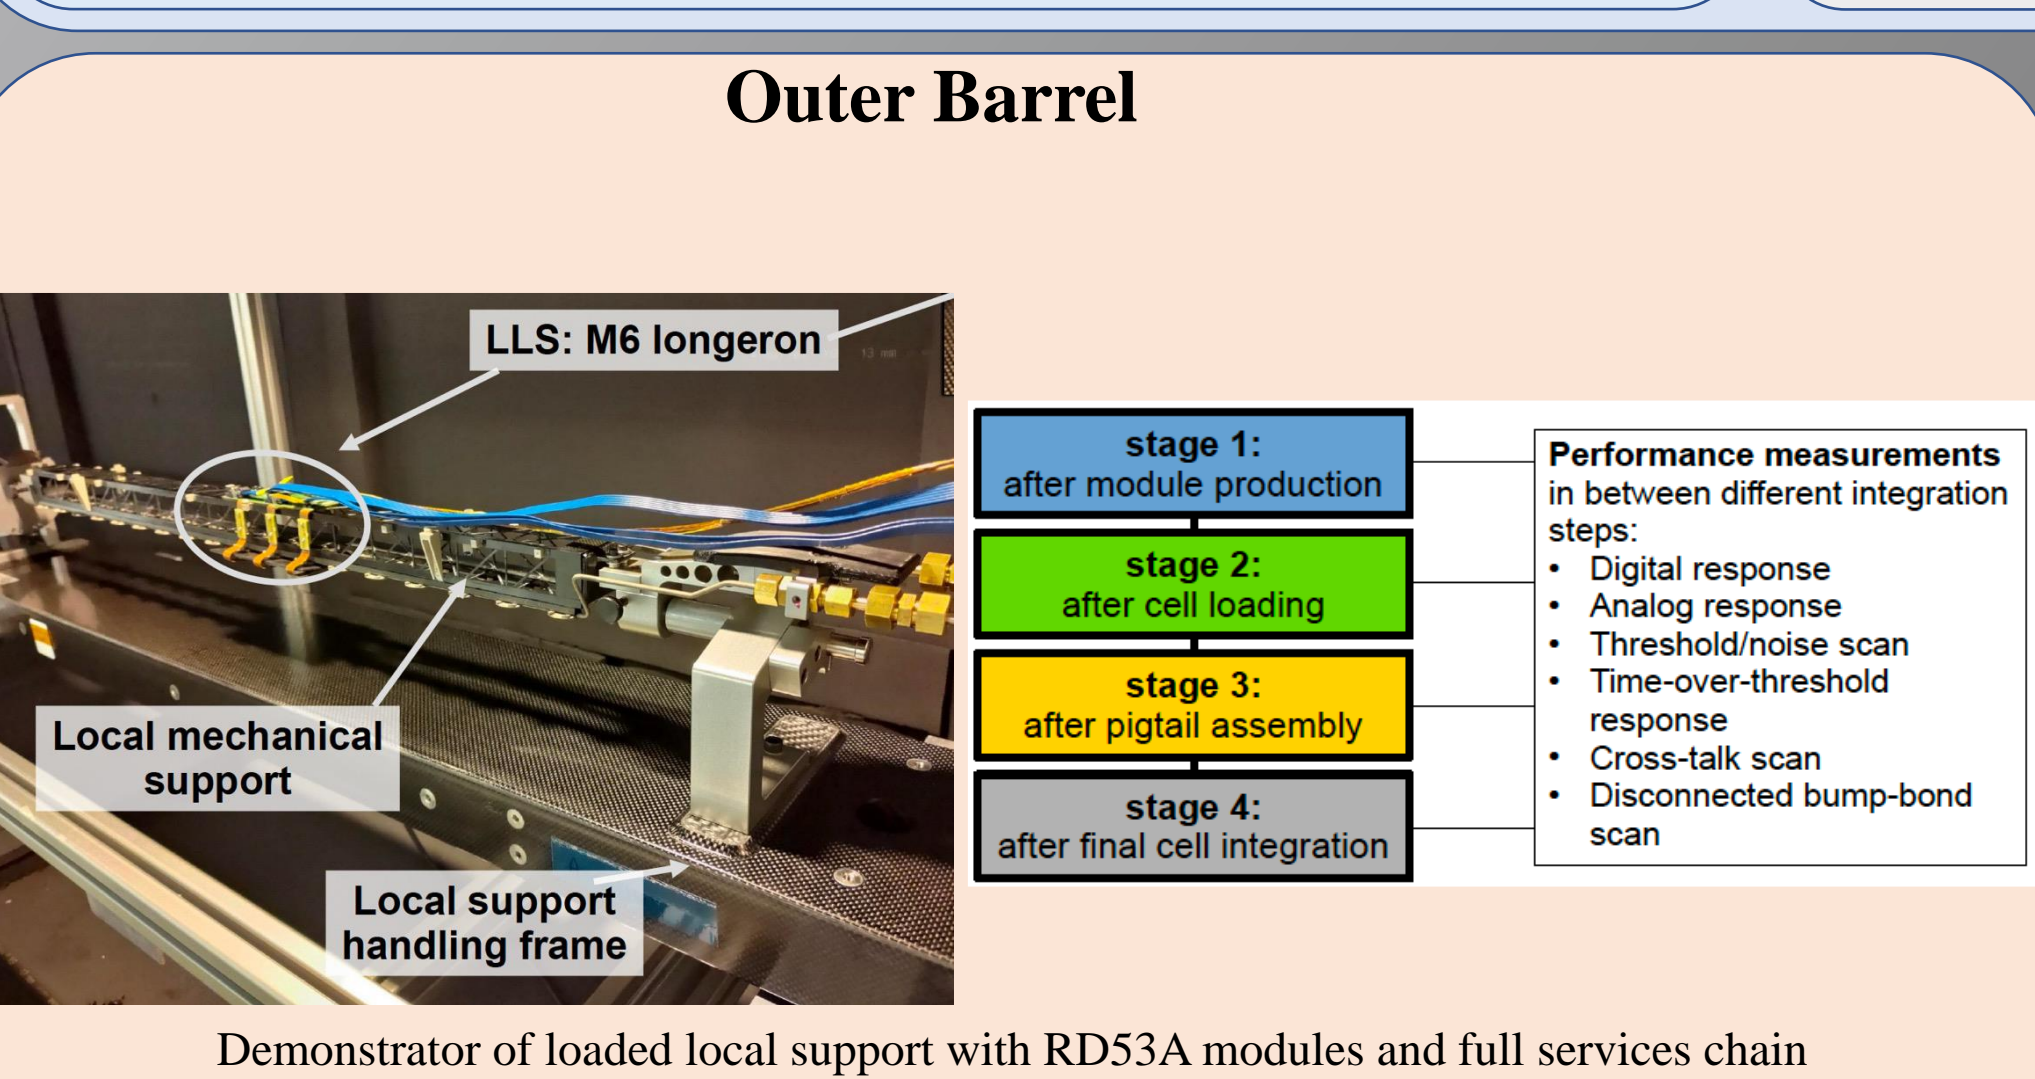 Outer Barrel
LLS: M6 longeron
Local mechanical
support
Local support
handling frame
stage 1:
after module production
stage 2:
after cell loading
stage 3:
after pigtail assembly
stage 4:
after final cell integration
Performance measurements
in between different integration
steps:
• Digital response
• Analog response
• Threshold/noise scan
• Time-over-threshold
response
• Cross-talk scan
• Disconnected bump-bond
scan
Demonstrator of loaded local support with RD53A modules and full services chain